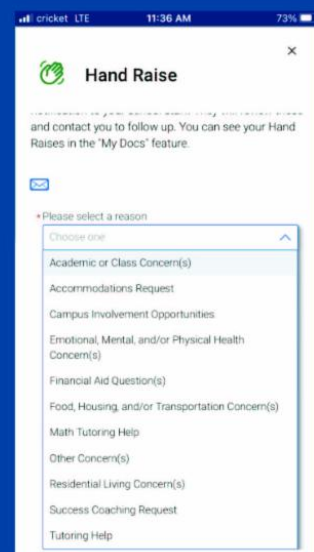 cricket LTE 11:36 AM 73%
×
Hand Raise
and contact you to follow up. You can see your Hand
Raises in the "My Docs" feature.
*Please select a reason
Choose one
Academic or Class Concern(s)
Accommodations Request
Campus Involvement Opportunities
Emotional, Mental, and/or Physical Health
Concern(s)
Financial Aid Question(s)
Food, Housing, and/or Transportation Concern(s)
Math Tutoring Help
Other Concern(s)
Residential Living Concern(s)
Success Coaching Request
Tutoring Help